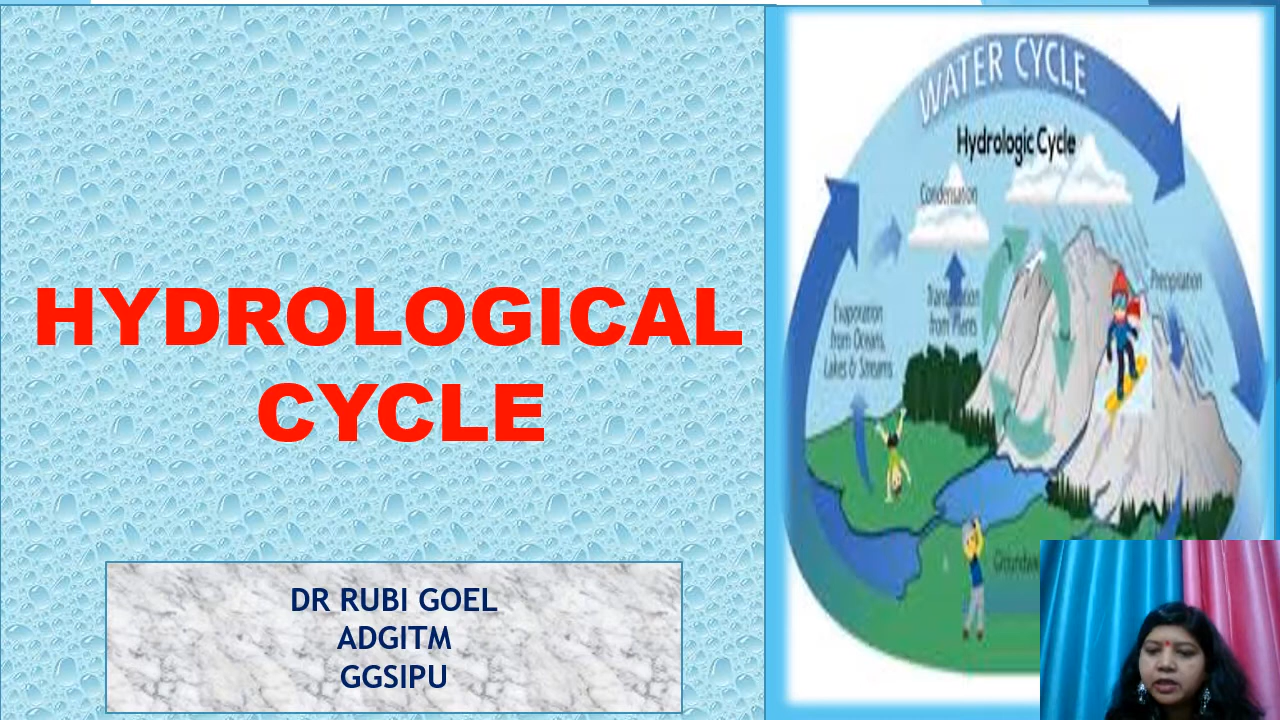 HYDROLOGICAL
CYCLE
DR RUBI GOEL
ADGITM
GGSIPU
WATER CYCLE
Hydrologic Cycle
Condensation
Precipitation
Evaporation
from Oceans,
Lakes & Streams
from Plants